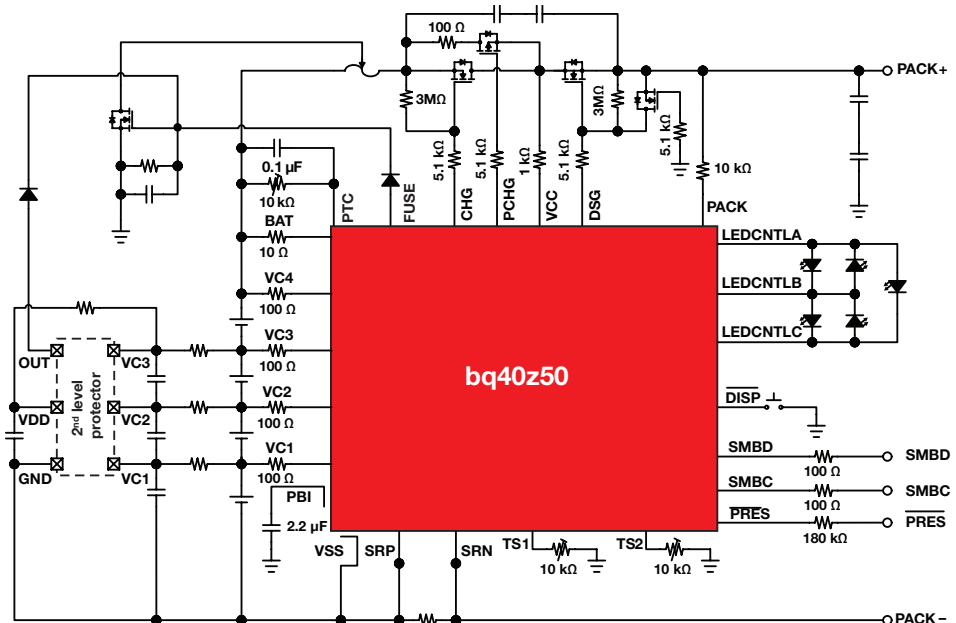 100 Ω
PACK+
3MΩ
3MΩ
5.1 kΩ
5.1 kΩ
1 kΩ
5.1 kΩ
5.1 kΩ
10 kΩ
0.1 µF
10 kΩ
PTC
FUSE
CHG
PCHG
VCC
DSG
PACK
BAT
10 Ω
LEDCNTLA
VC4
100 Ω
LEDCNTLB
VC3
100 Ω
LEDCNTLC
OUT
VC3
2nd level
protector
bq40z50
VDD
VC2
VC2
100 Ω
DISP
GND
VC1
VC1
100 Ω
SMBD
100 Ω
SMBD
PBI
SMBC
100 Ω
SMBC
2.2 µF
PRES
180 kΩ
PRES
VSS
SRP
SRN
TS1
10 kΩ
TS2
10 kΩ
PACK–